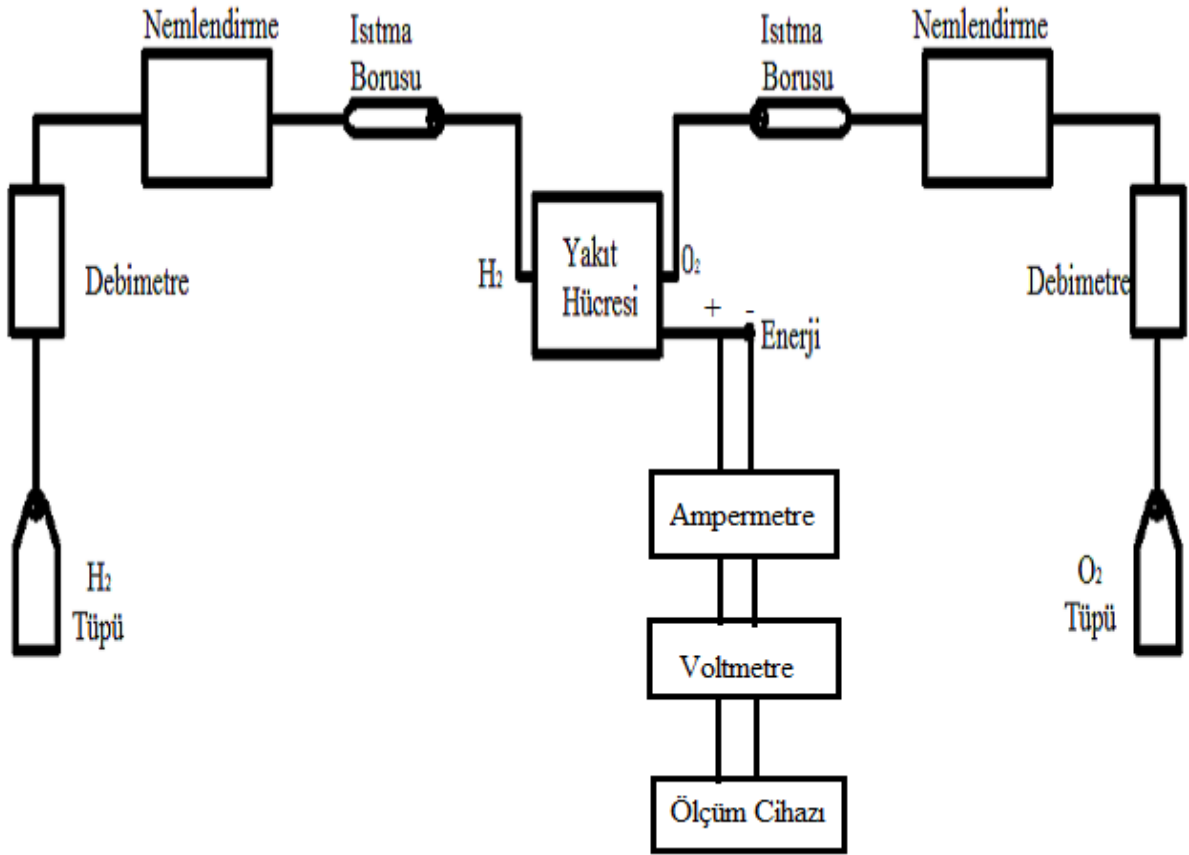 Nemlendirme
Isıtma
Borusu
Isıtma
Borusu
Nemlendirme
Debimetre
H₂
Yakıt
Hücresi
O₂
Debimetre
+ -
Enerji
Ampermetre
H₂
Tüpü
O₂
Tüpü
Voltmetre
Ölçüm Cihazı